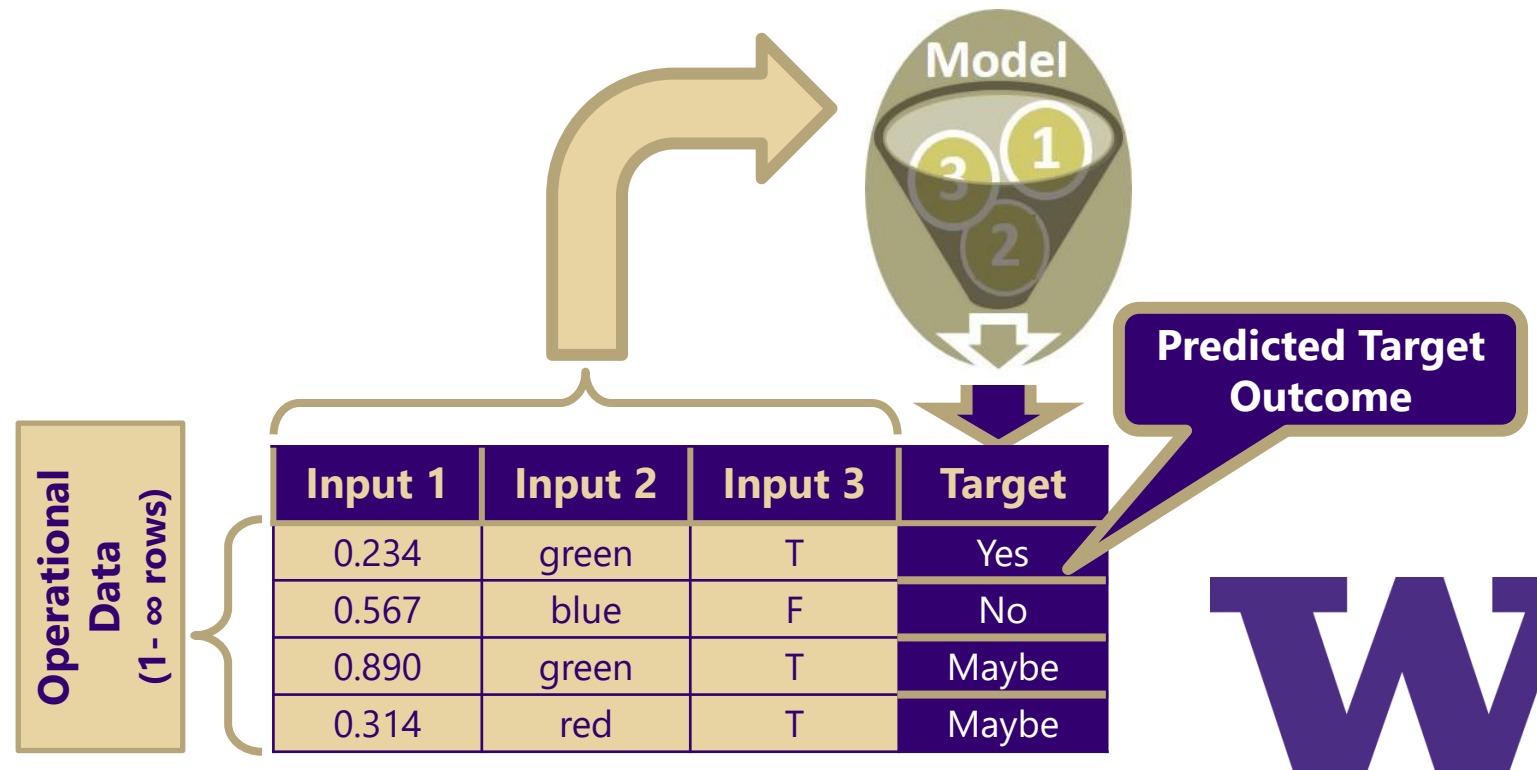 Model
1
3
2
Predicted Target
Outcome
Operational
Data
(1- ∞ rows)
Input 1 Input 2 Input 3 Target
0.234 green T Yes
0.567 blue F No
0.890 green T Maybe
0.314 red T Maybe
W